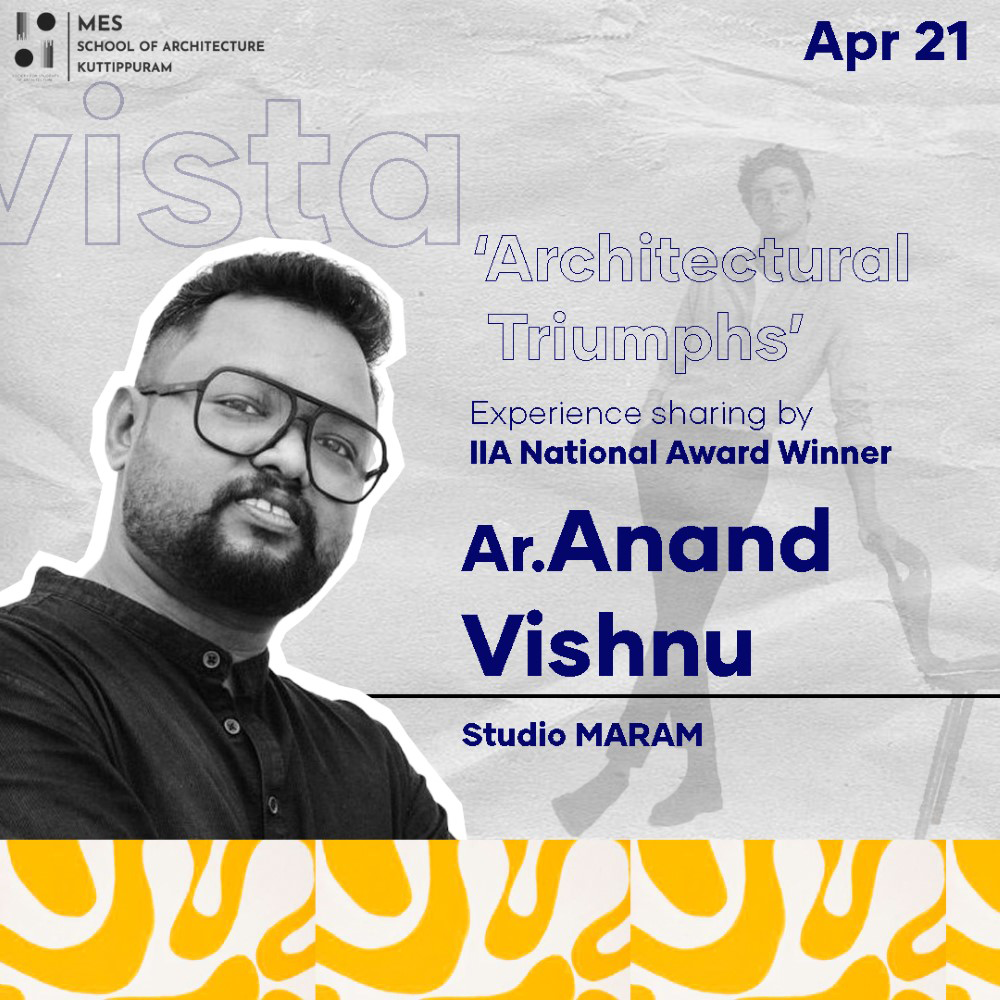 MES
SCHOOL OF ARCHITECTURE
KUTTIPPURAM
Apr 21
vista
‘Architectural
Triumphs’
Experience sharing by
IIA National Award Winner
Ar.Anand
Vishnu
Studio MARAM